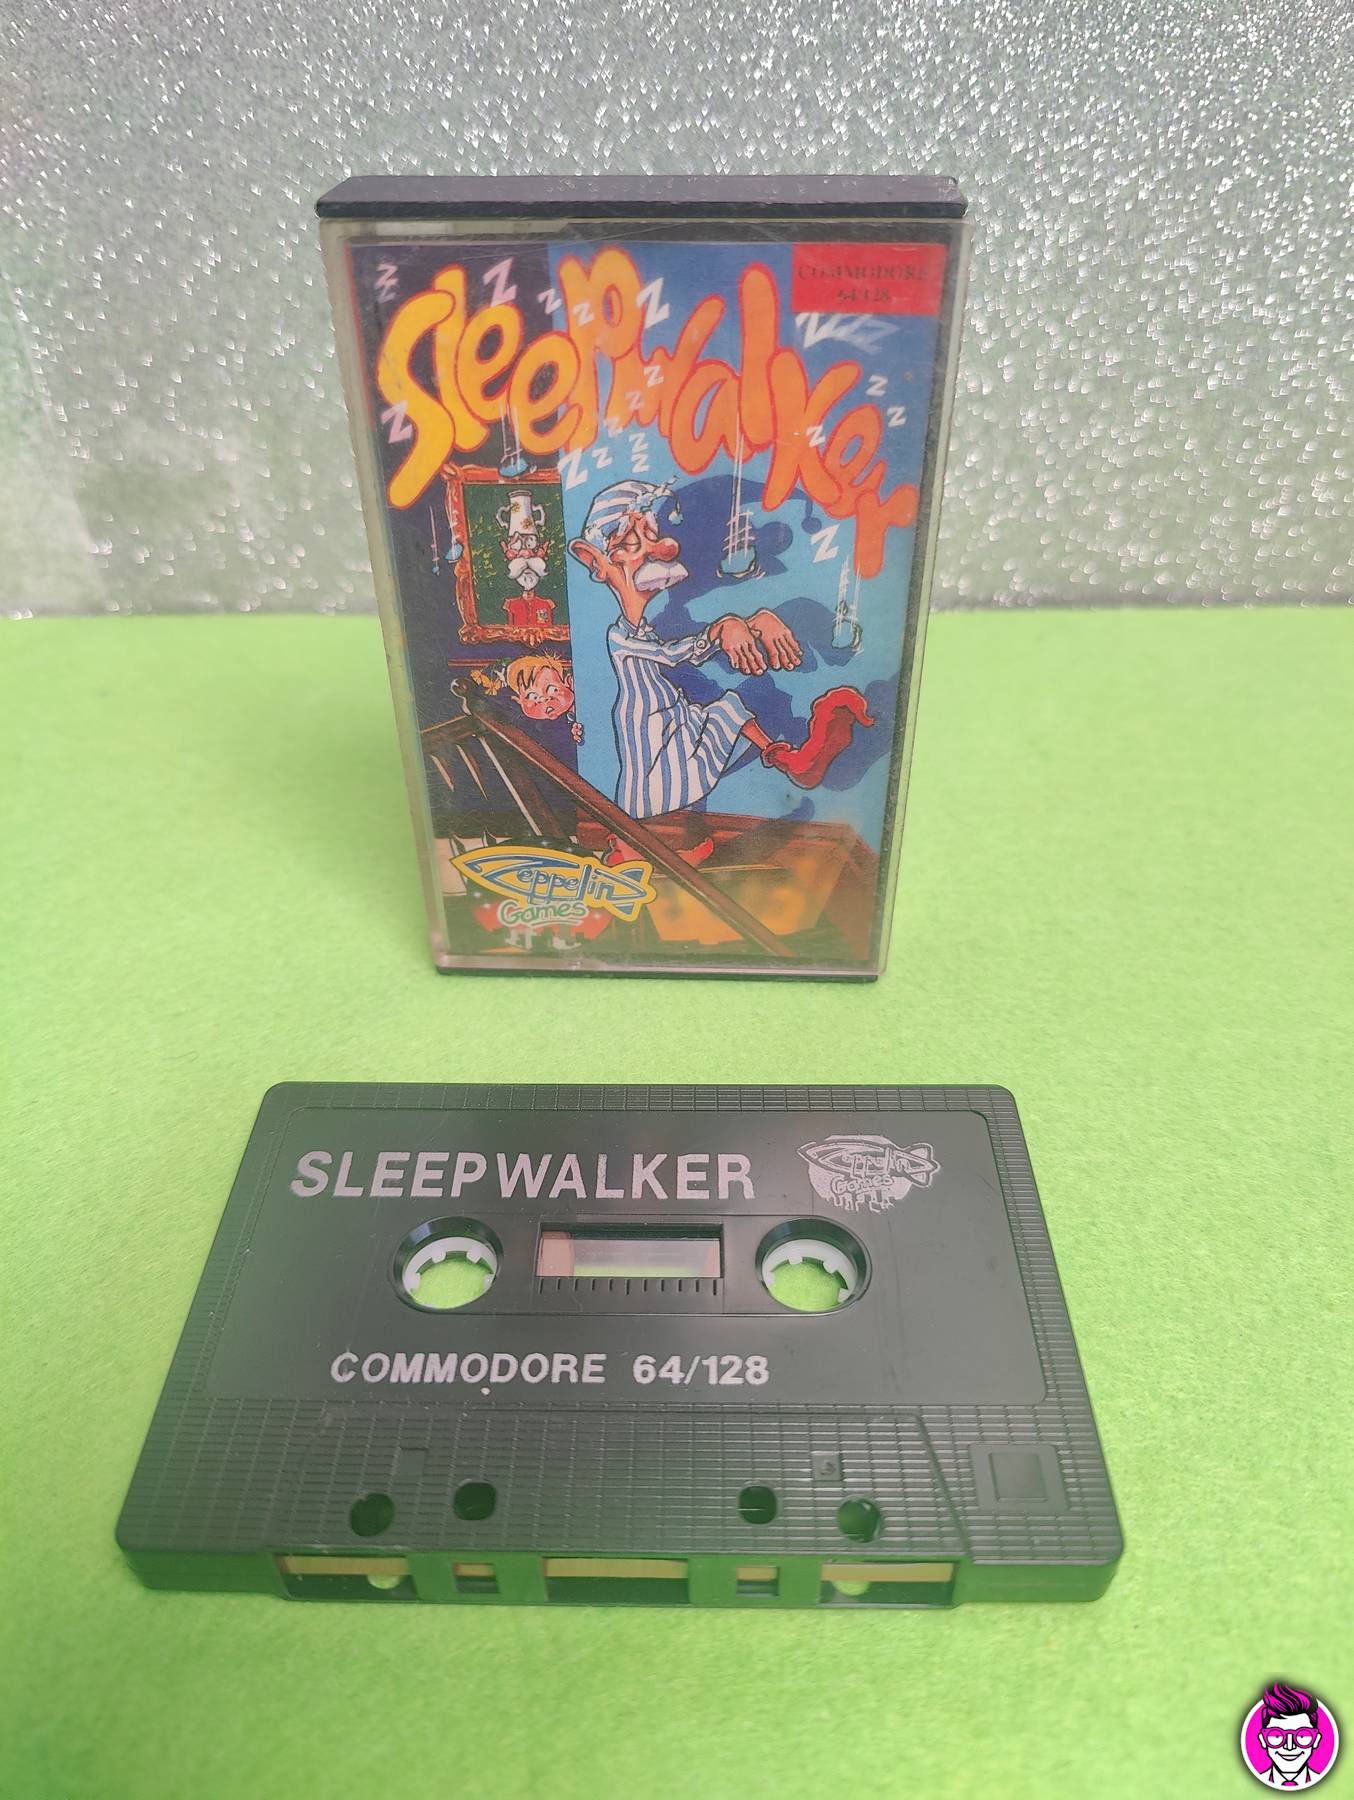 Sleepwalker
COMMODORE
64/128
Zeppelin
Games
SLEEPWALKER
Zeppelin
Games
COMMODORE 64/128